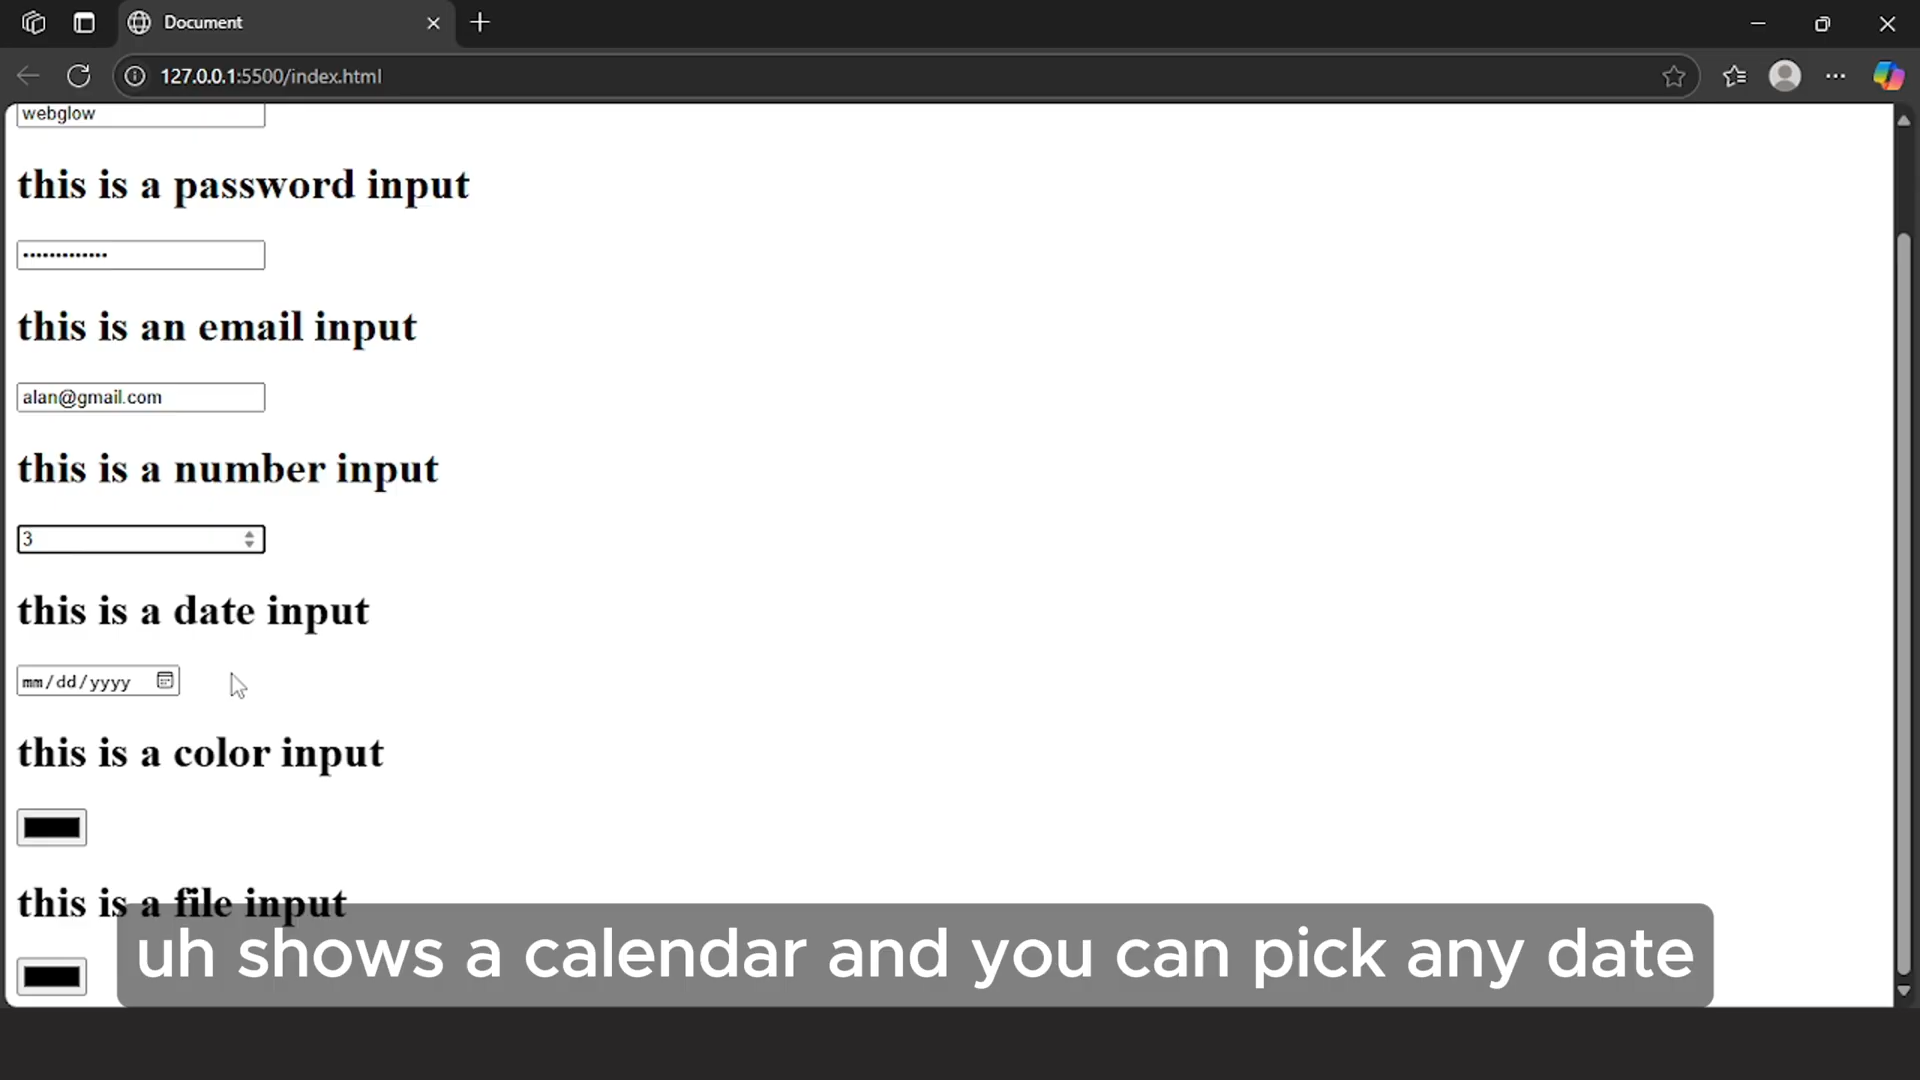 Document
127.0.0.1:5500/index.html
webglow
this is a password input
•••••••••••••
this is an email input
alan@gmail.com
this is a number input
3
this is a date input
mm/dd/yyyy
this is a color input
this is a file input
uh shows a calendar and you can pick any date